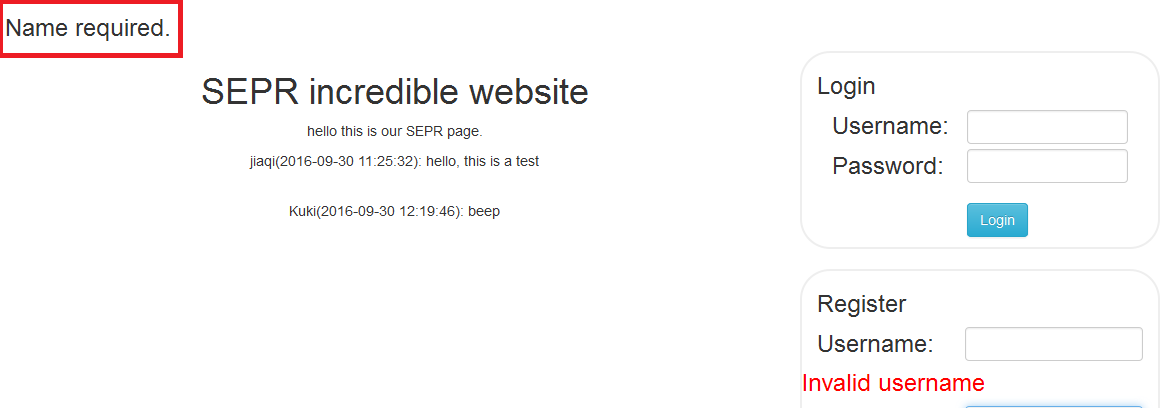 Name required.
SEPR incredible website
hello this is our SEPR page.
jiaqi(2016-09-30 11:25:32): hello, this is a test
Kuki(2016-09-30 12:19:46): beep
Login
Username:
Password:
Login
Register
Username:
Invalid username